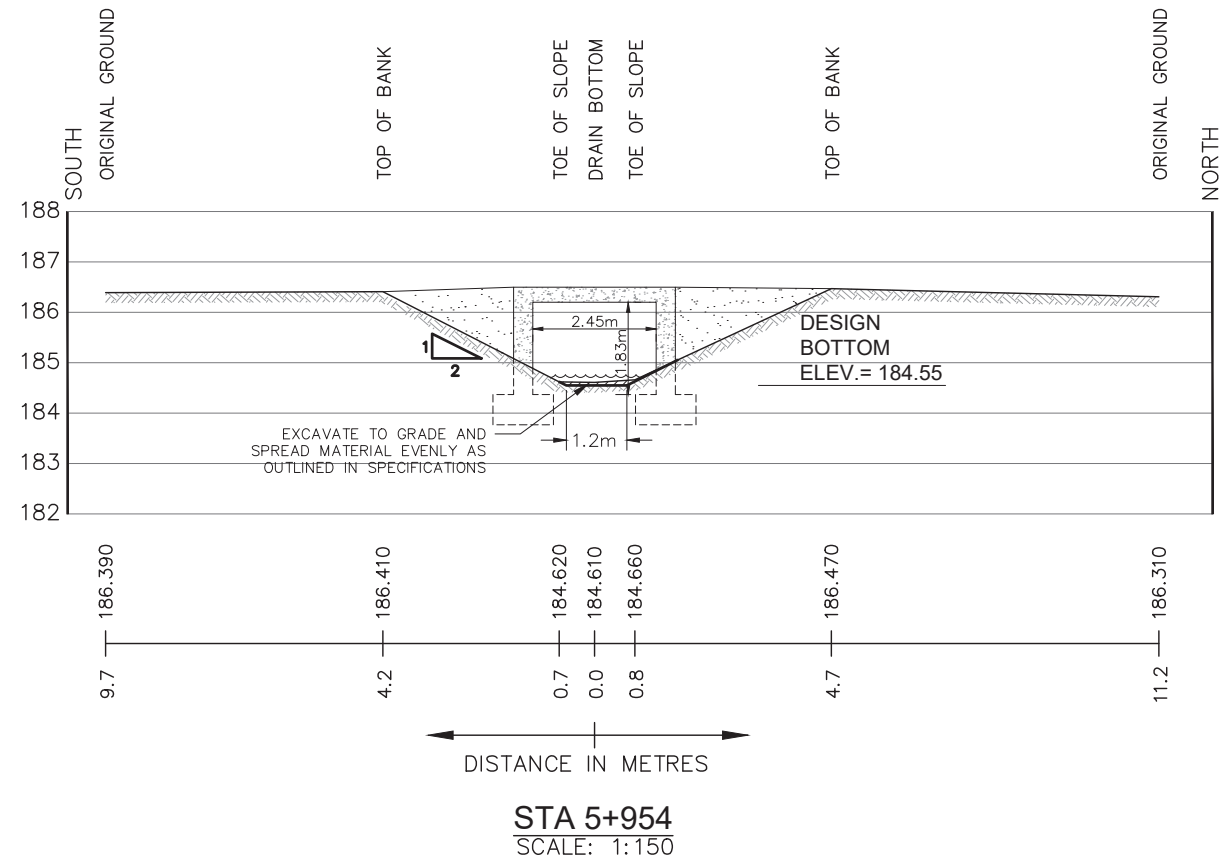 SOUTH
ORIGINAL GROUND
TOP OF BANK
TOE OF SLOPE
DRAIN BOTTOM
TOE OF SLOPE
TOP OF BANK
ORIGINAL GROUND
NORTH
188
187
186
185
184
183
182
2.45m
1.83m
1
2
DESIGN
BOTTOM
ELEV.= 184.55
EXCAVATE TO GRADE AND
SPREAD MATERIAL EVENLY AS
OUTLINED IN SPECIFICATIONS
1.2m
186.390
186.410
184.620
184.610
184.660
186.470
186.310
9.7
4.2
0.7
0.0
0.8
4.7
11.2
DISTANCE IN METRES
STA 5+954
SCALE: 1:150